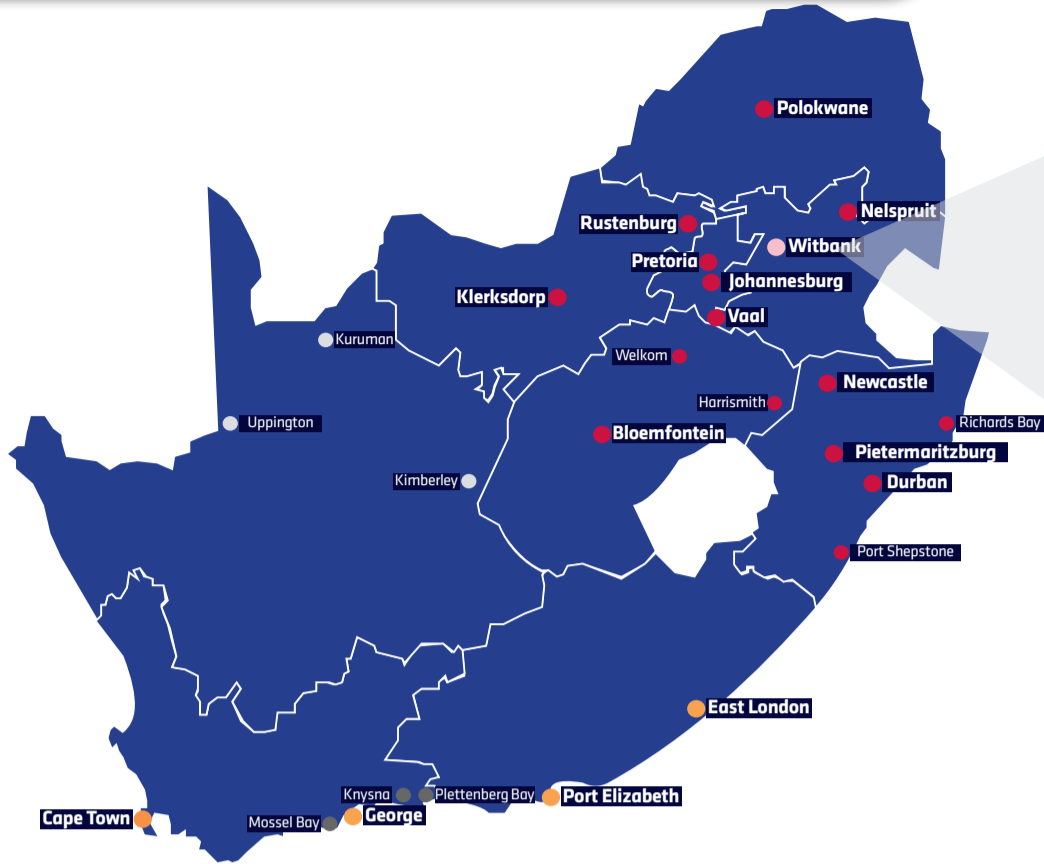 Polokwane
Nelspruit
Rustenburg
Witbank
Pretoria
Johannesburg
Klerksdorp
Vaal
Kuruman
Welkom
Newcastle
Harrismith
Uppington
Richards Bay
Bloemfontein
Pietermaritzburg
Kimberley
Durban
Port Shepstone
East London
Knysna
Plettenberg Bay
Port Elizabeth
Cape Town
Mossel Bay
George